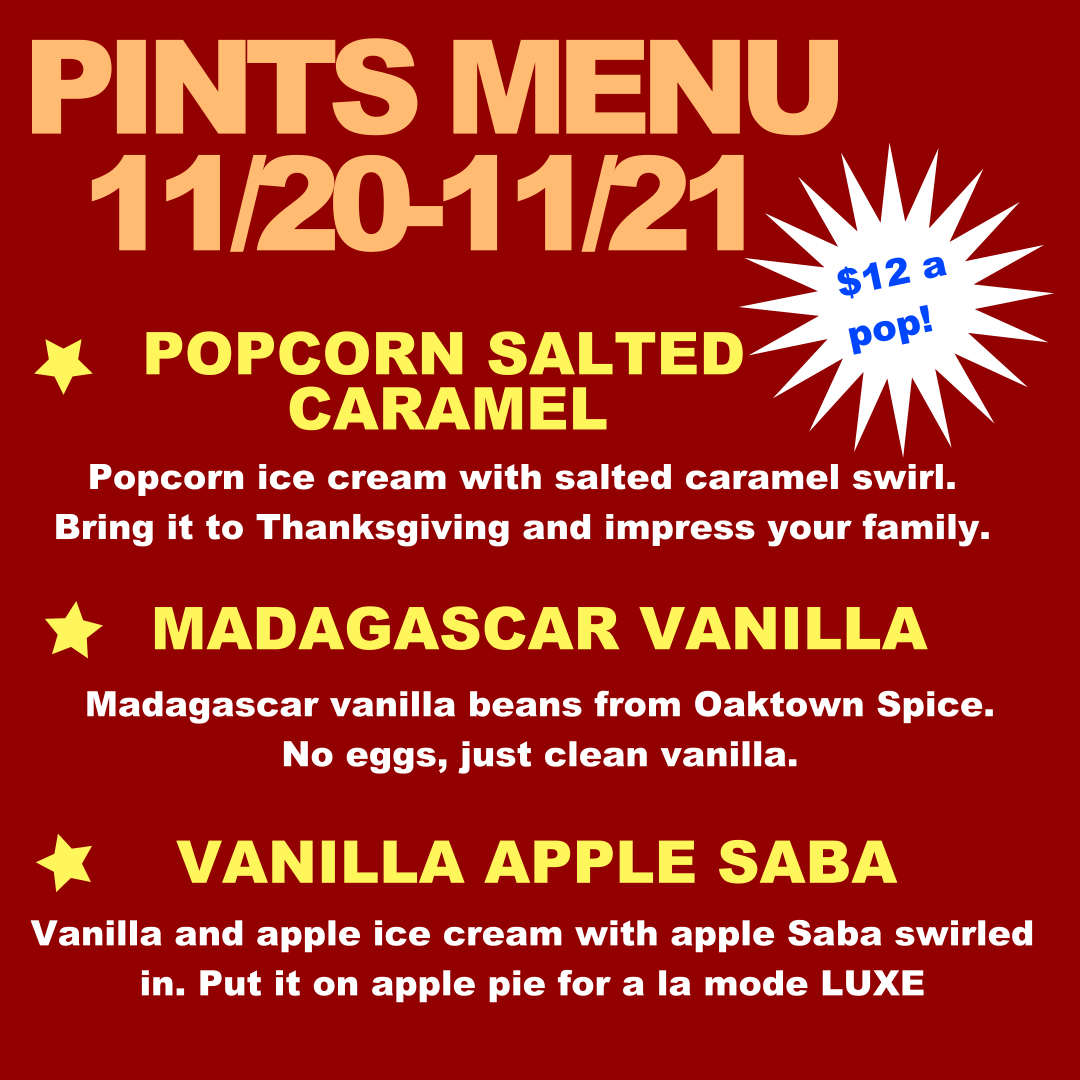 PINTS MENU
11/20-11/21
$12 a
pop!
POPCORN SALTED
CARAMEL
Popcorn ice cream with salted caramel swirl.
Bring it to Thanksgiving and impress your family.
MADAGASCAR VANILLA
Madagascar vanilla beans from Oaktown Spice.
No eggs, just clean vanilla.
VANILLA APPLE SABA
Vanilla and apple ice cream with apple Saba swirled
in. Put it on apple pie for a la mode LUXE